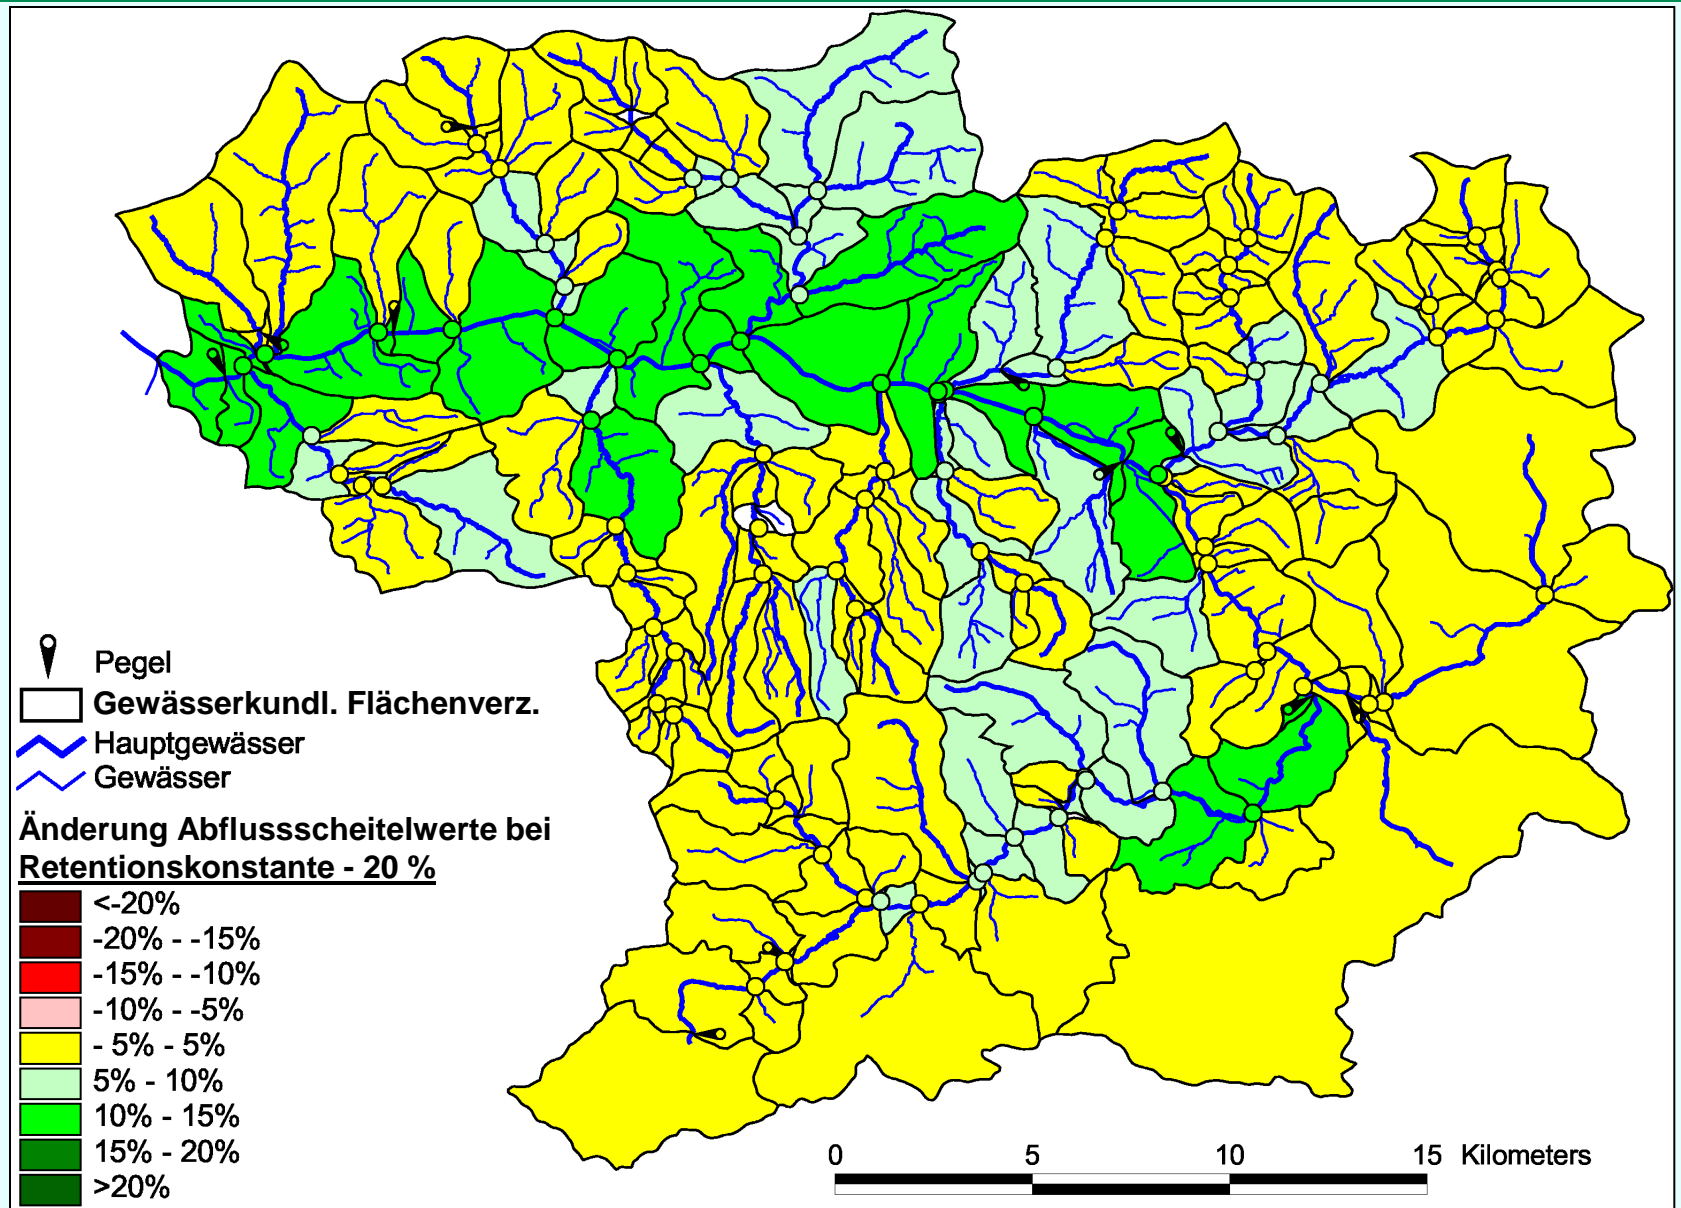 Pegel
Gewässerkundl. Flächenverz.
Hauptgewässer
Gewässer
Änderung Abflussscheitelwerte bei
Retentionskonstante - 20 %
<-20%
-20% - -15%
-15% - -10%
-10% - -5%
- 5% - 5%
5% - 10%
10% - 15%
15% - 20%
>20%
0 5 10 15 Kilometers